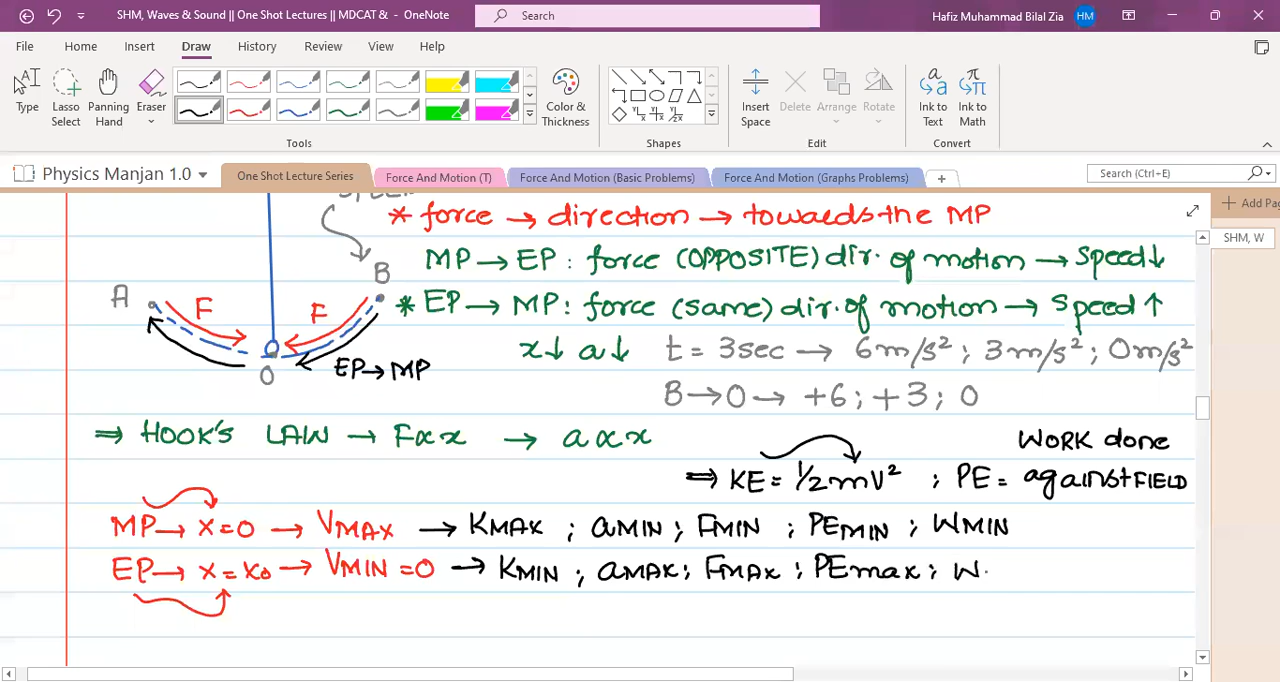 SHM, Waves & Sound || One Shot Lectures || MDCAT & - OneNote
Search
Hafiz Muhammad Bilal Zia HM
File Home Insert Draw History Review View Help
Type Lasso Select Panning Hand Eraser Color & Thickness Insert Space Delete Arrange Rotate Ink to Text Ink to Math
Tools Shapes Edit Convert
Physics Manjan 1.0 One Shot Lecture Series Force And Motion (T) Force And Motion (Basic Problems) Force And Motion (Graphs Problems) + Search (Ctrl+E)
+ Add Pag
SHM, W
* force → direction → towards the MP
MP → EP : force (OPPOSITE) dir. of motion → speed ↓
* EP → MP : force (same) dir. of motion → speed ↑
A F F B
O EP → MP
x↓ a↓ t = 3sec → 6m/s² ; 3m/s² ; 0m/s²
B → O → +6 ; +3 ; 0
⇒ HOOK'S LAW → F∝x → a∝x
WORK done
⇒ KE = 1/2mV² ; PE = against FIELD
MP → x = 0 → VMAX → KMAX ; aMIN ; FMIN ; PEMIN ; WMIN
EP → x = x₀ → VMIN = 0 → KMIN ; aMAX ; FMAX ; PEmax ; W